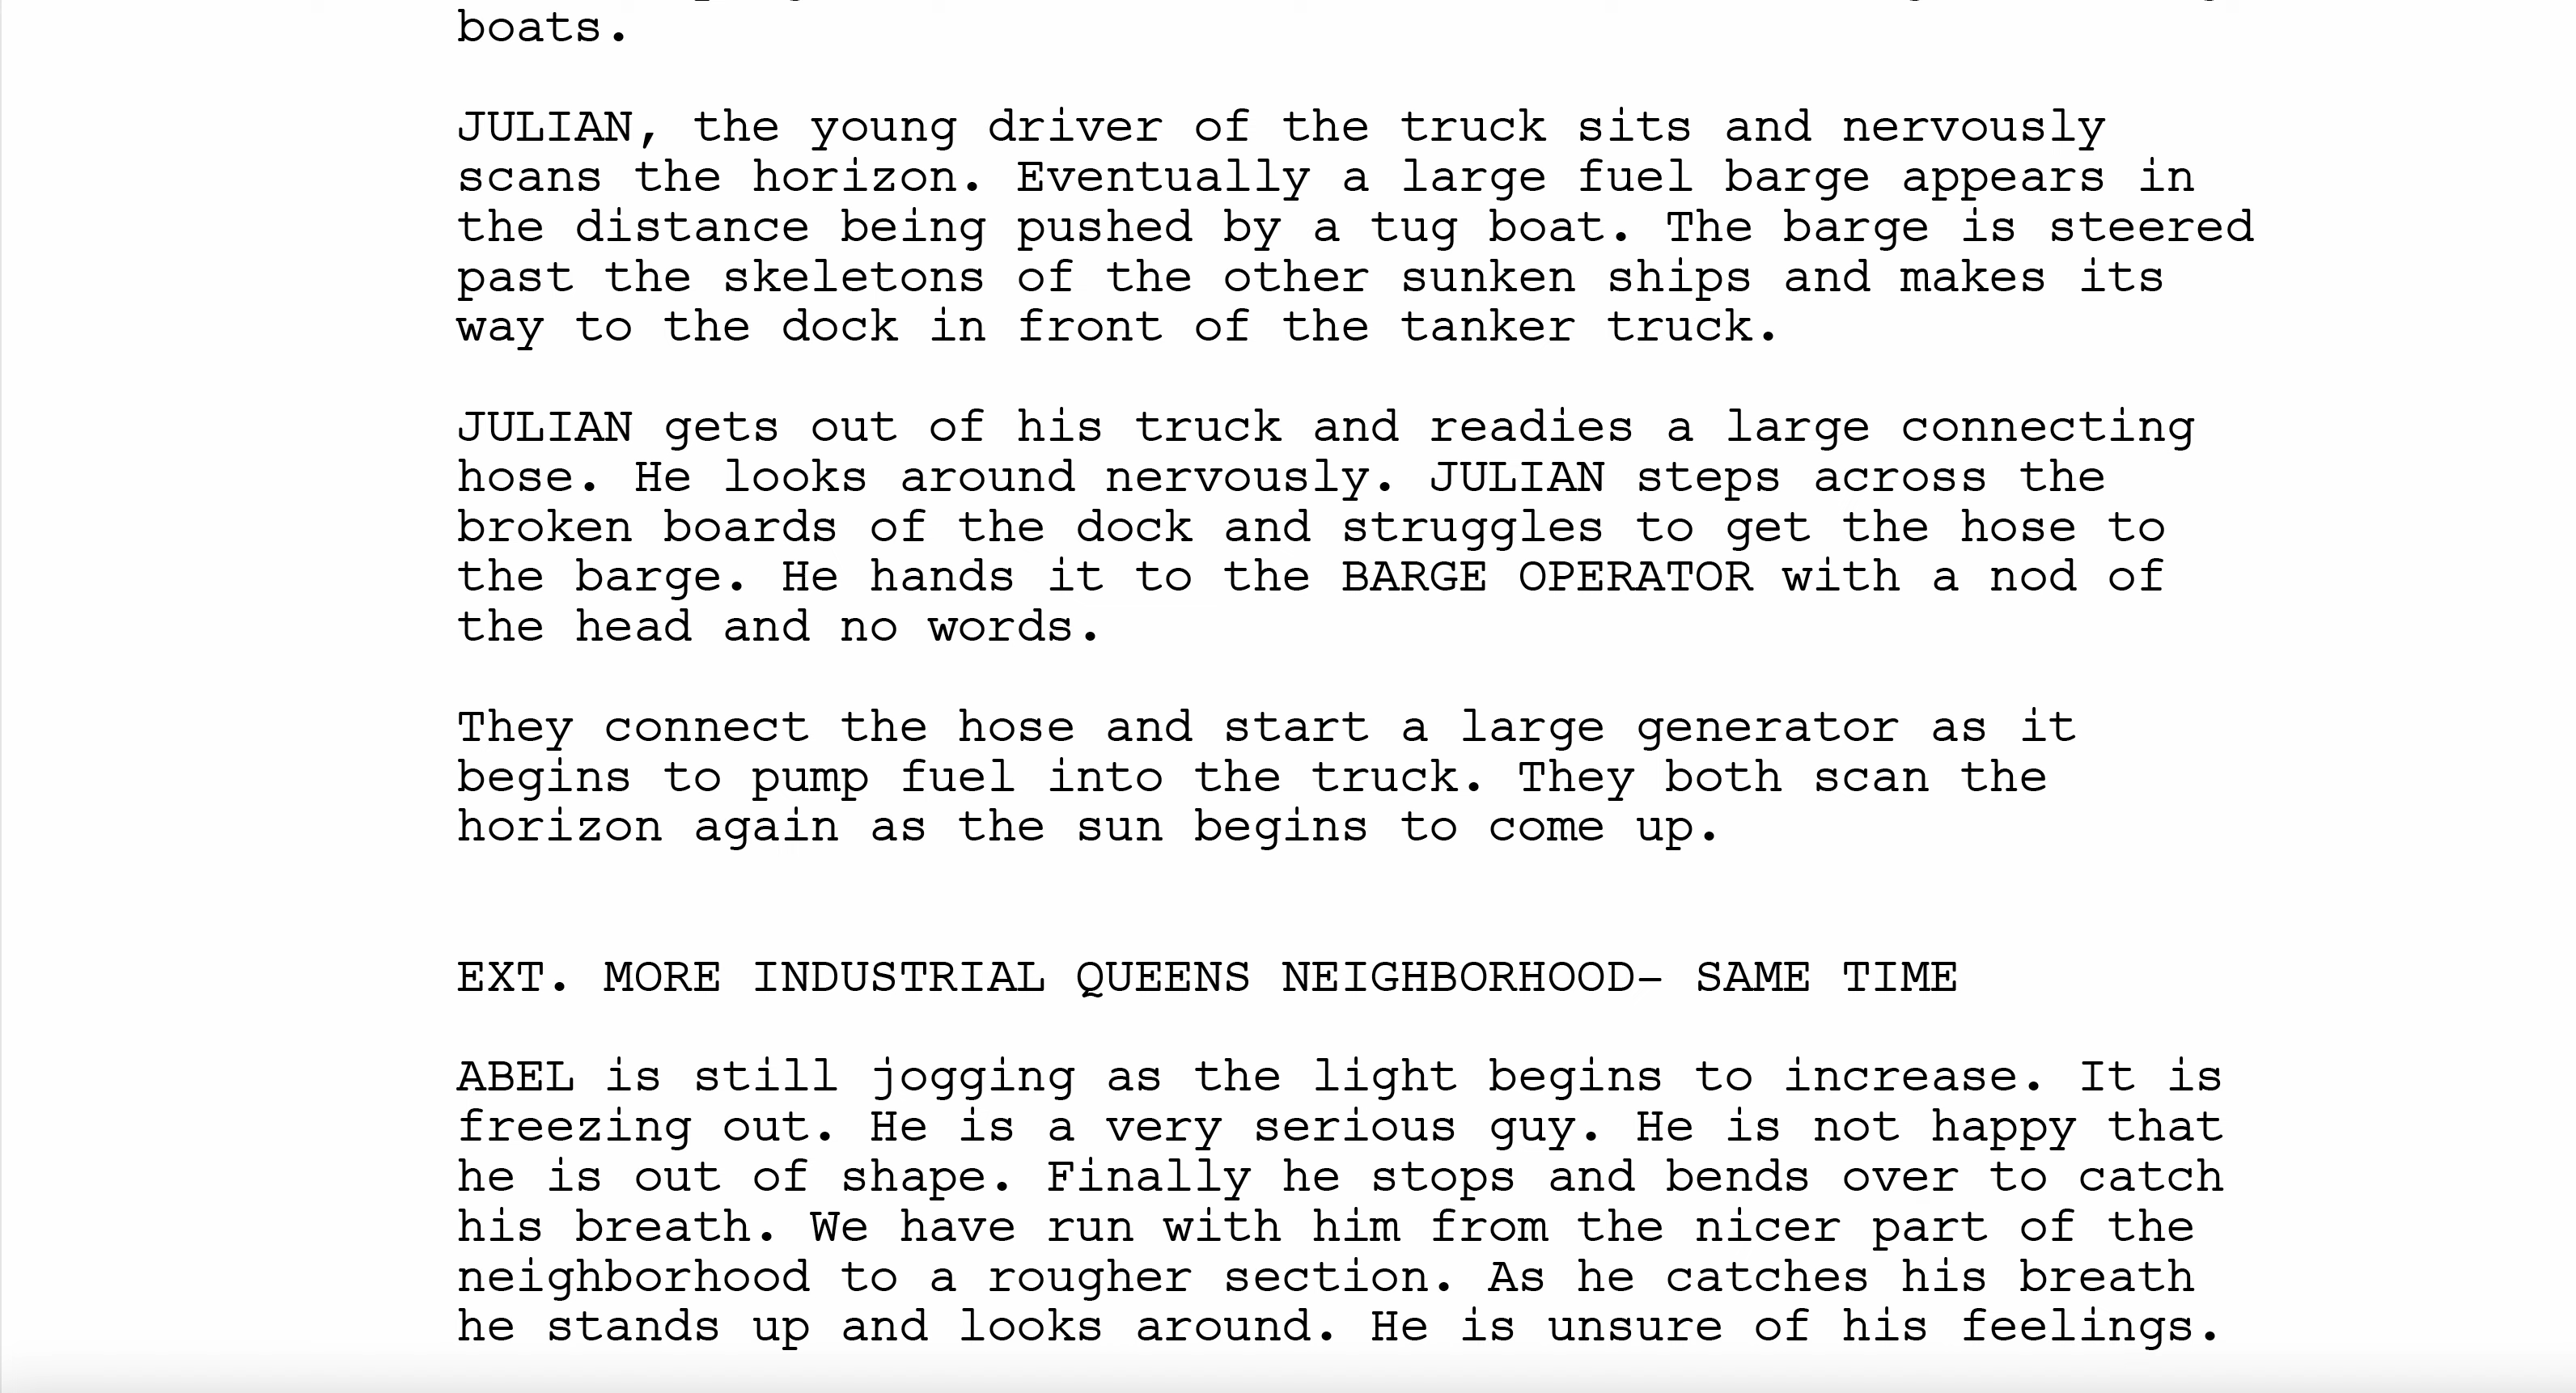 boats.
JULIAN, the young driver of the truck sits and nervously
scans the horizon. Eventually a large fuel barge appears in
the distance being pushed by a tug boat. The barge is steered
past the skeletons of the other sunken ships and makes its
way to the dock in front of the tanker truck.
JULIAN gets out of his truck and readies a large connecting
hose. He looks around nervously. JULIAN steps across the
broken boards of the dock and struggles to get the hose to
the barge. He hands it to the BARGE OPERATOR with a nod of
the head and no words.
They connect the hose and start a large generator as it
begins to pump fuel into the truck. They both scan the
horizon again as the sun begins to come up.
EXT. MORE INDUSTRIAL QUEENS NEIGHBORHOOD- SAME TIME
ABEL is still jogging as the light begins to increase. It is
freezing out. He is a very serious guy. He is not happy that
he is out of shape. Finally he stops and bends over to catch
his breath. We have run with him from the nicer part of the
neighborhood to a rougher section. As he catches his breath
he stands up and looks around. He is unsure of his feelings.